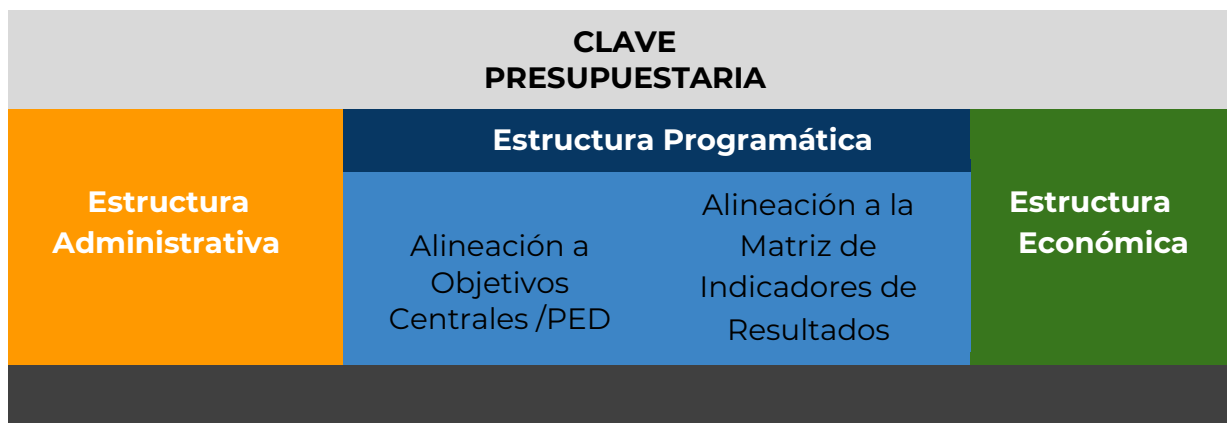 CLAVE
PRESUPUESTARIA
Estructura Programática
Estructura
Administrativa
Alineación a
Objetivos
Centrales /PED
Alineación a la
Matriz de
Indicadores de
Resultados
Estructura
Económica